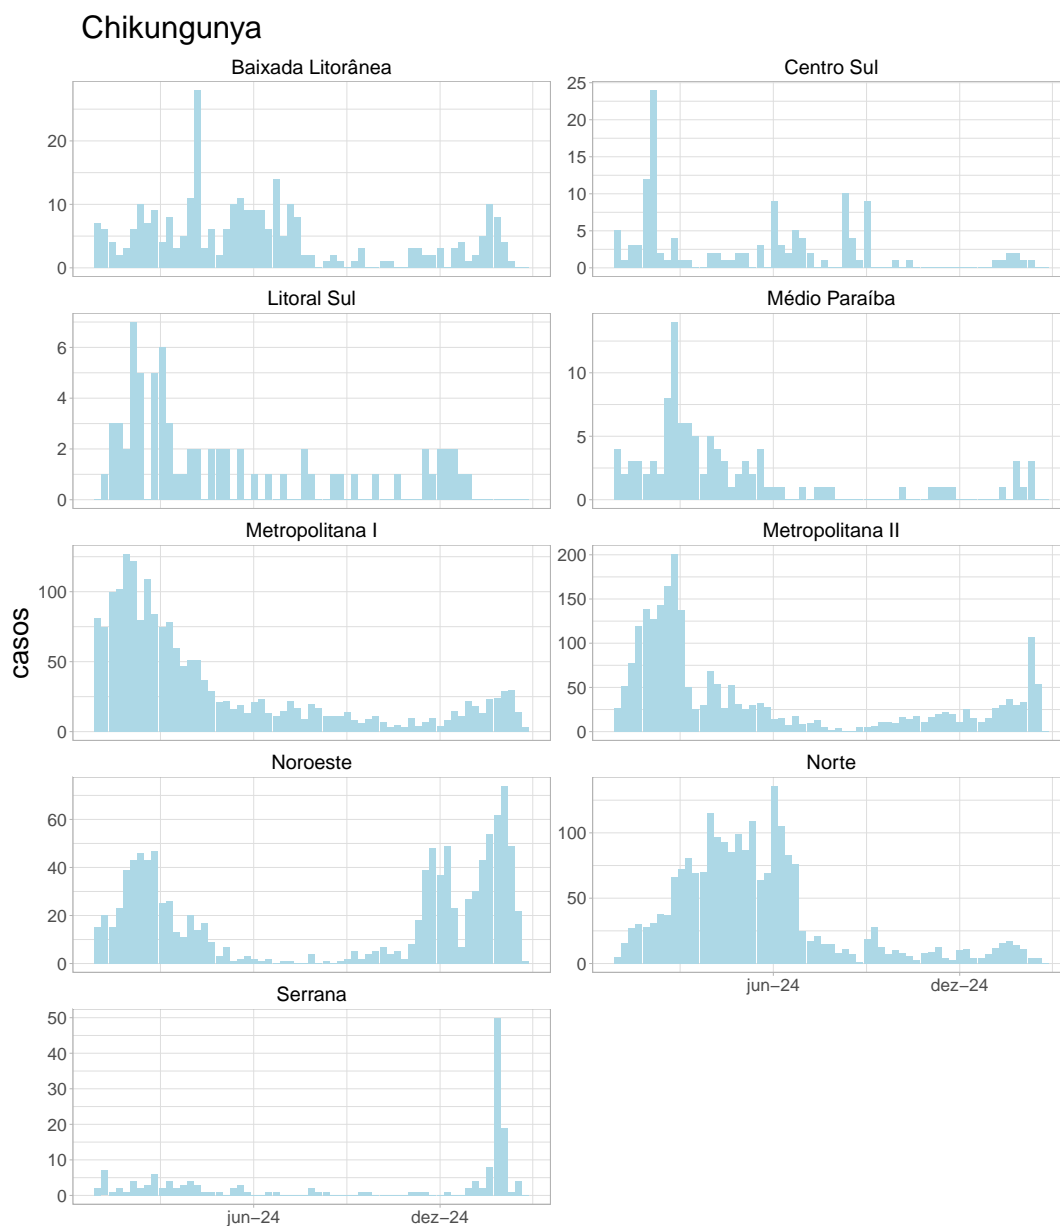 Chikungunya
Baixada Litorânea
Centro Sul
20
10
0
25
20
15
10
5
0
Litoral Sul
Médio Paraíba
6
4
2
0
10
5
0
Metropolitana I
Metropolitana II
100
50
0
200
150
100
50
0
casos
Noroeste
Norte
60
40
20
0
100
50
0
jun−24
dez−24
Serrana
50
40
30
20
10
0
jun−24
dez−24